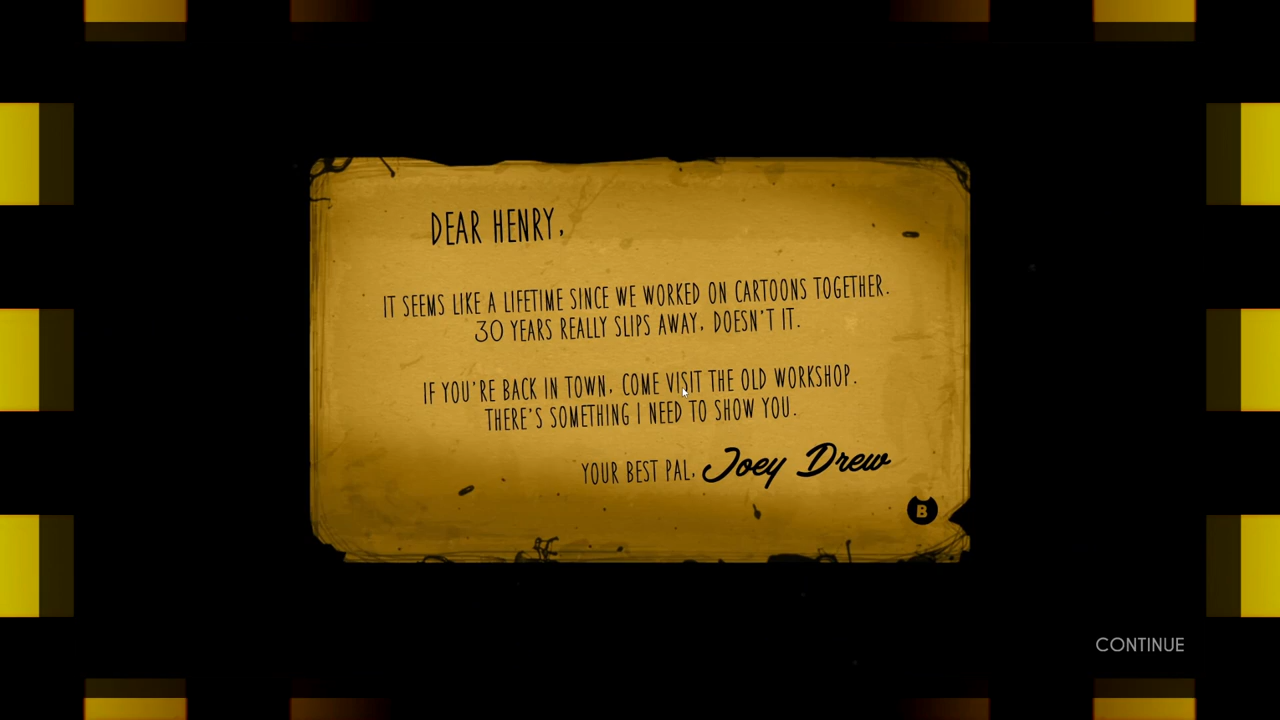 DEAR HENRY,
IT SEEMS LIKE A LIFETIME SINCE WE WORKED ON CARTOONS TOGETHER.
30 YEARS REALLY SLIPS AWAY, DOESN'T IT.
IF YOU'RE BACK IN TOWN, COME VISIT THE OLD WORKSHOP.
THERE'S SOMETHING I NEED TO SHOW YOU.
YOUR BEST PAL, Joey Drew
B
CONTINUE